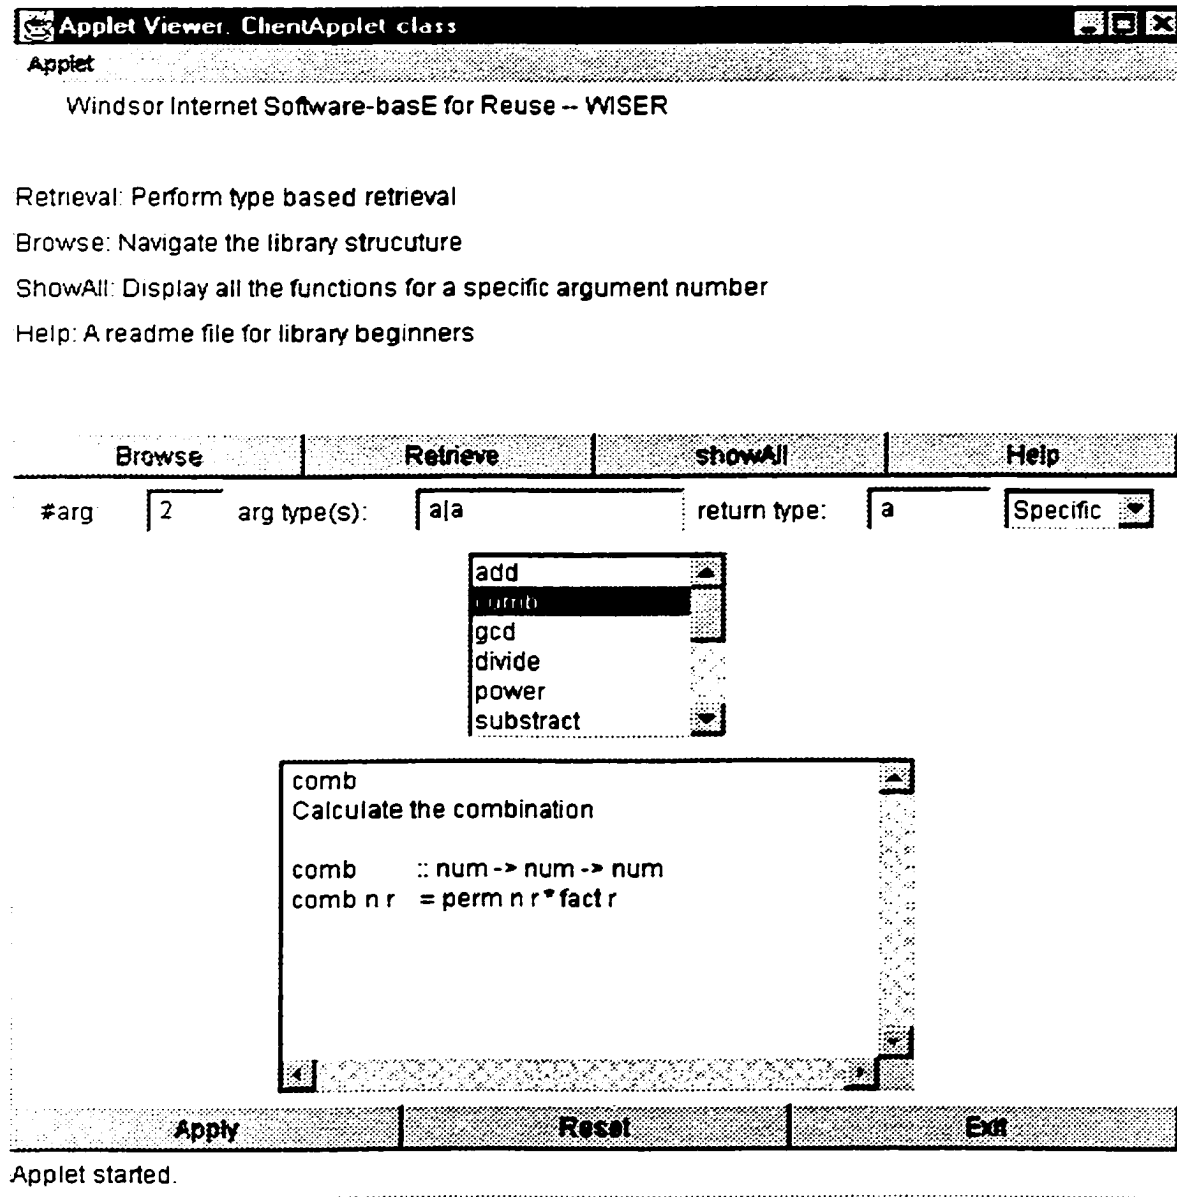 Applet Viewer. ClientApplet class
Applet
Windsor Internet Software-basE for Reuse -- WISER
Retrieval: Perform type based retrieval
Browse: Navigate the library strucuture
ShowAll: Display all the functions for a specific argument number
Help: A readme file for library beginners
Browse Retrieve showAll Help
#arg 2 arg type(s): a|a return type: a Specific
add
comb
gcd
divide
power
substract
comb
Calculate the combination
comb :: num -> num -> num
comb n r = perm n r * fact r
Apply Reset Exit
Applet started.